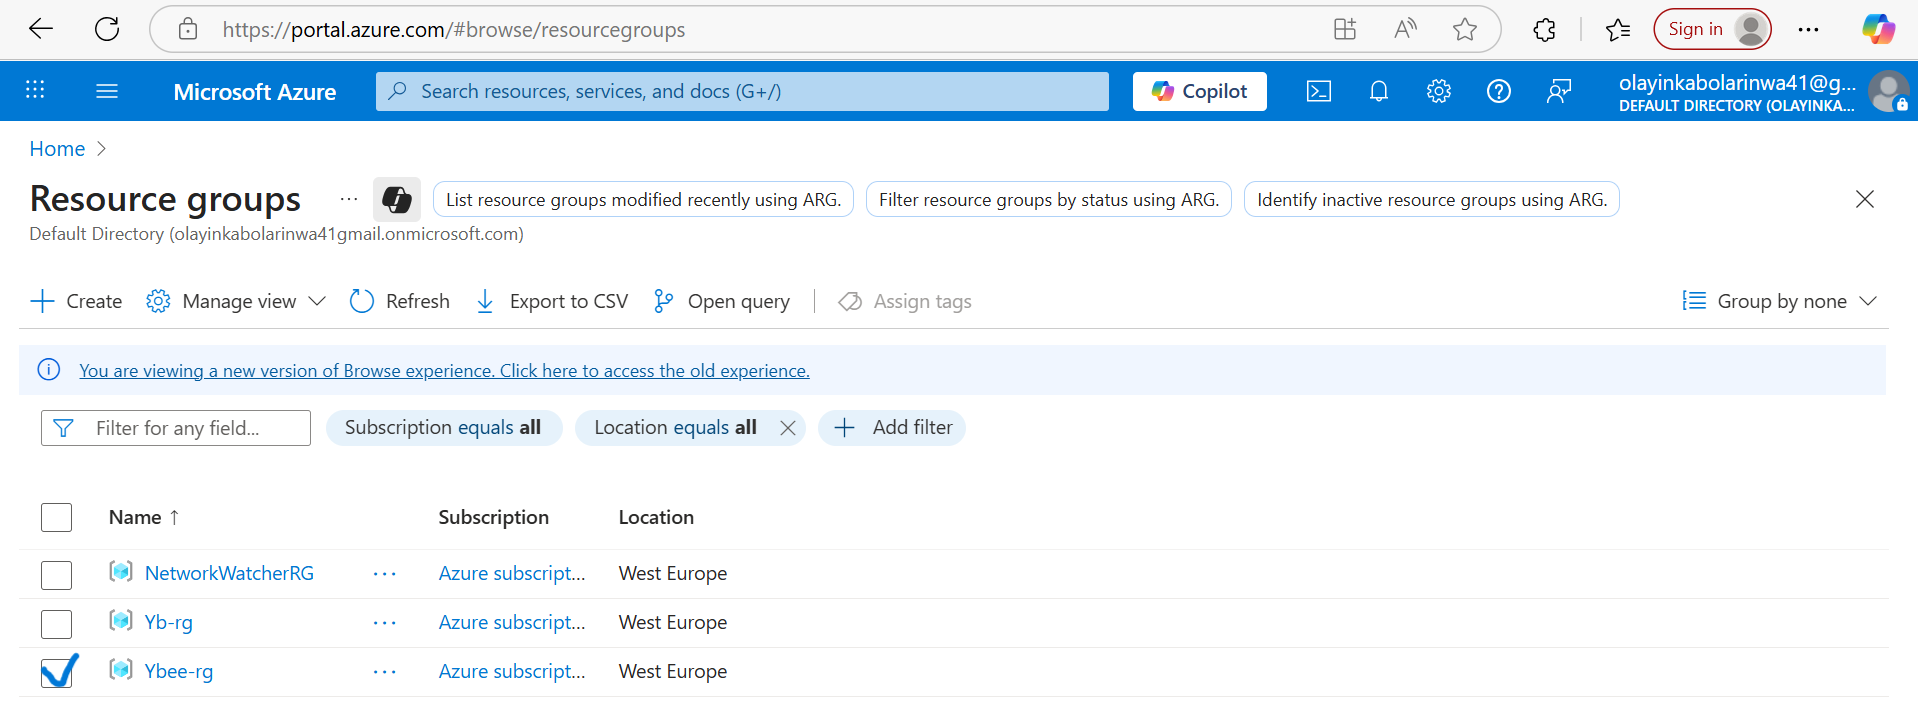 https://portal.azure.com/#browse/resourcegroups
Sign in
Microsoft Azure
Search resources, services, and docs (G+/)
Copilot
olayinkabolarinwa41@g...
DEFAULT DIRECTORY (OLAYINKA...
Home
Resource groups
List resource groups modified recently using ARG.
Filter resource groups by status using ARG.
Identify inactive resource groups using ARG.
Default Directory (olayinkabolarinwa41gmail.onmicrosoft.com)
Create
Manage view
Refresh
Export to CSV
Open query
Assign tags
Group by none
You are viewing a new version of Browse experience. Click here to access the old experience.
Filter for any field...
Subscription equals all
Location equals all
Add filter
Name ↑ Subscription Location
NetworkWatcherRG ... Azure subscript... West Europe
Yb-rg ... Azure subscript... West Europe
Ybee-rg ... Azure subscript... West Europe